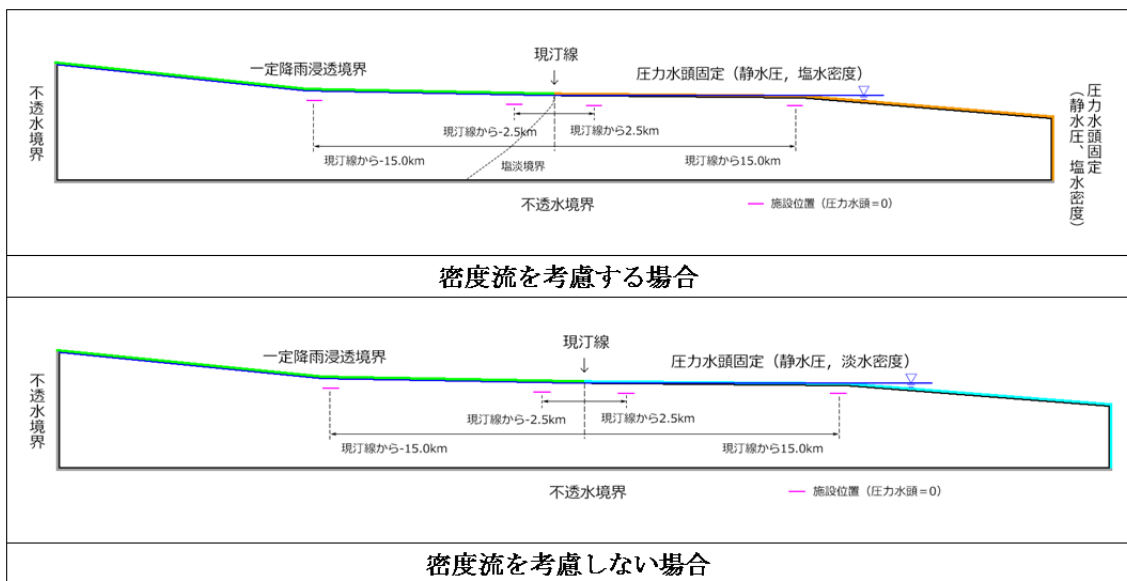 現汀線
一定降雨浸透境界
圧力水頭固定（静水圧，塩水密度）
不透水境界
現汀線から-2.5km
現汀線から2.5km
現汀線から-15.0km
現汀線から15.0km
塩淡境界
不透水境界
施設位置（圧力水頭＝0）
圧力水頭固定
（静水圧、塩水密度）
密度流を考慮する場合
現汀線
一定降雨浸透境界
圧力水頭固定（静水圧，淡水密度）
不透水境界
現汀線から-2.5km
現汀線から2.5km
現汀線から-15.0km
現汀線から15.0km
不透水境界
施設位置（圧力水頭＝0）
密度流を考慮しない場合